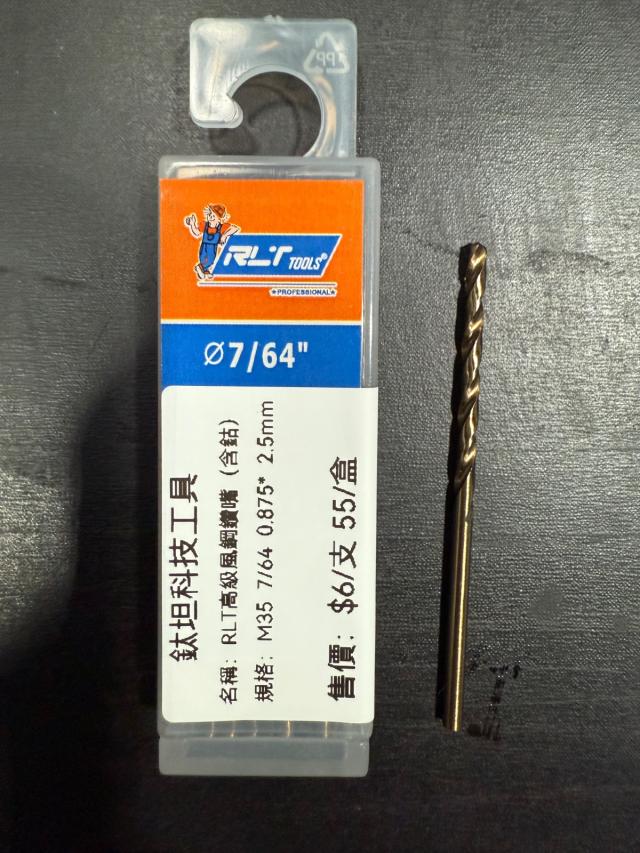 PP
RLT TOOLS®
★PROFESSIONAL★
Ø7/64"
鈦坦科技工具
名稱: RLT高級風鋼鑽嘴 (含鈷)
規格: M35 7/64 0.875* 2.5mm
售價: $6/支 55/盒